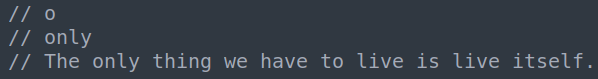 // o
// only
// The only thing we have to live is live itself.